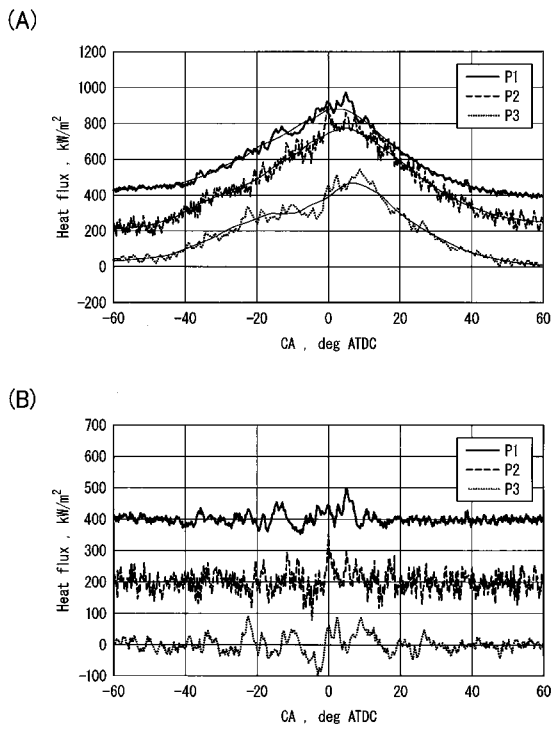 (A)
1200
1000
800
600
400
200
0
-200
Heat flux , kW/m²
P1
P2
P3
-60 -40 -20 0 20 40 60
CA , deg ATDC
(B)
700
600
500
400
300
200
100
0
-100
Heat flux , kW/m²
P1
P2
P3
-60 -40 -20 0 20 40 60
CA , deg ATDC